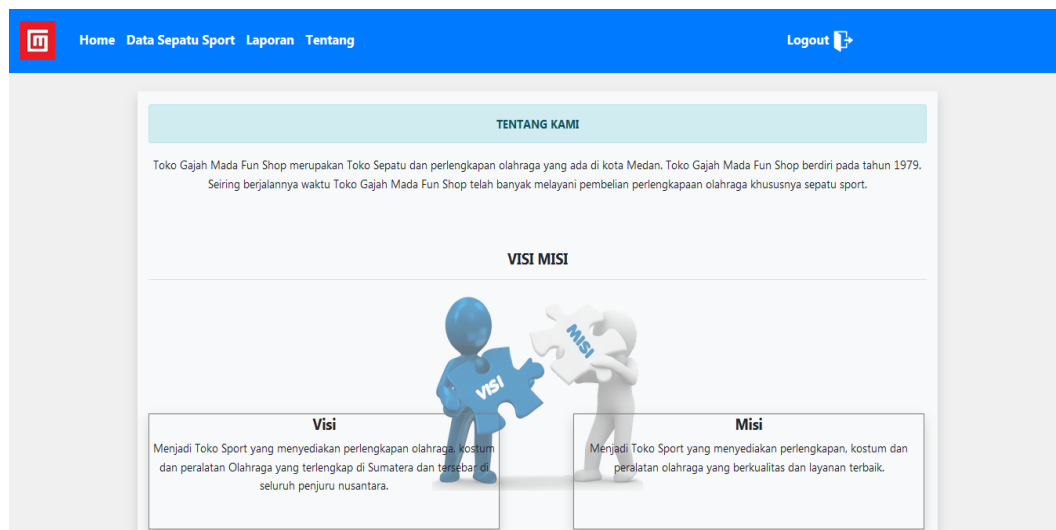 Home Data Sepatu Sport Laporan Tentang Logout
TENTANG KAMI
Toko Gajah Mada Fun Shop merupakan Toko Sepatu dan perlengkapan olahraga yang ada di kota Medan. Toko Gajah Mada Fun Shop berdiri pada tahun 1979.
Seiring berjalannya waktu Toko Gajah Mada Fun Shop telah banyak melayani pembelian perlengkapaan olahraga khususnya sepatu sport.
VISI MISI
MISI
VISI
Visi
Menjadi Toko Sport yang menyediakan perlengkapan olahraga, kostum
dan peralatan Olahraga yang terlengkap di Sumatera dan tersebar di
seluruh penjuru nusantara.
Misi
Menjadi Toko Sport yang menyediakan perlengkapan, kostum dan
peralatan olahraga yang berkualitas dan layanan terbaik.